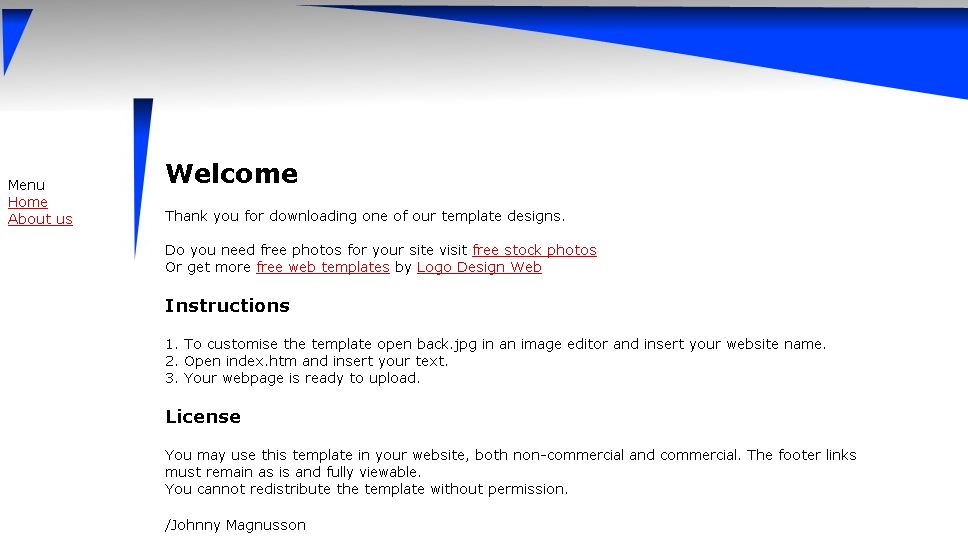 Menu
Home
About us
Welcome
Thank you for downloading one of our template designs.
Do you need free photos for your site visit free stock photos
Or get more free web templates by Logo Design Web
Instructions
1. To customise the template open back.jpg in an image editor and insert your website name.
2. Open index.htm and insert your text.
3. Your webpage is ready to upload.
License
You may use this template in your website, both non-commercial and commercial. The footer links
must remain as is and fully viewable.
You cannot redistribute the template without permission.
/Johnny Magnusson